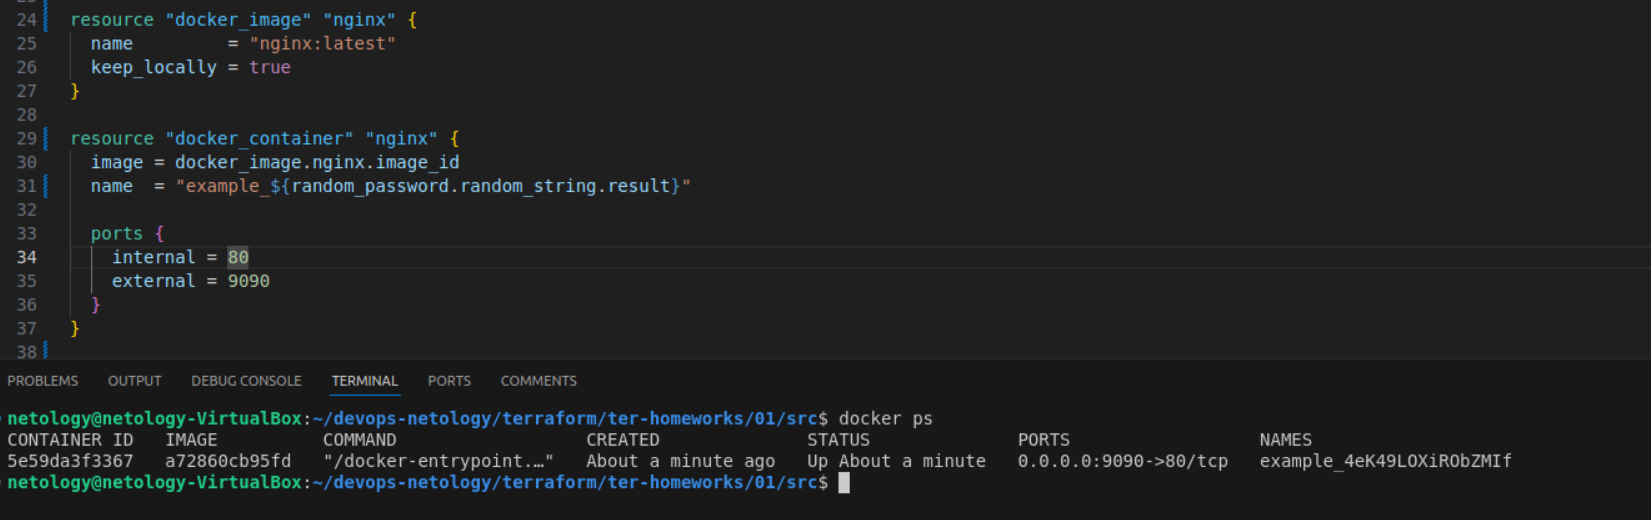 24 resource "docker_image" "nginx" {
25   name         = "nginx:latest"
26   keep_locally = true
27 }
28
29 resource "docker_container" "nginx" {
30   image = docker_image.nginx.image_id
31   name  = "example_${random_password.random_string.result}"
32
33   ports {
34     internal = 80
35     external = 9090
36   }
37 }
38
PROBLEMS OUTPUT DEBUG CONSOLE TERMINAL PORTS COMMENTS
netology@netology-VirtualBox:~/devops-netology/terraform/ter-homeworks/01/src$ docker ps
CONTAINER ID   IMAGE          COMMAND                  CREATED              STATUS              PORTS                  NAMES
5e59da3f3367   a72860cb95fd   "/docker-entrypoint.…"   About a minute ago   Up About a minute   0.0.0.0:9090->80/tcp   example_4eK49LOXiRObZMIf
netology@netology-VirtualBox:~/devops-netology/terraform/ter-homeworks/01/src$